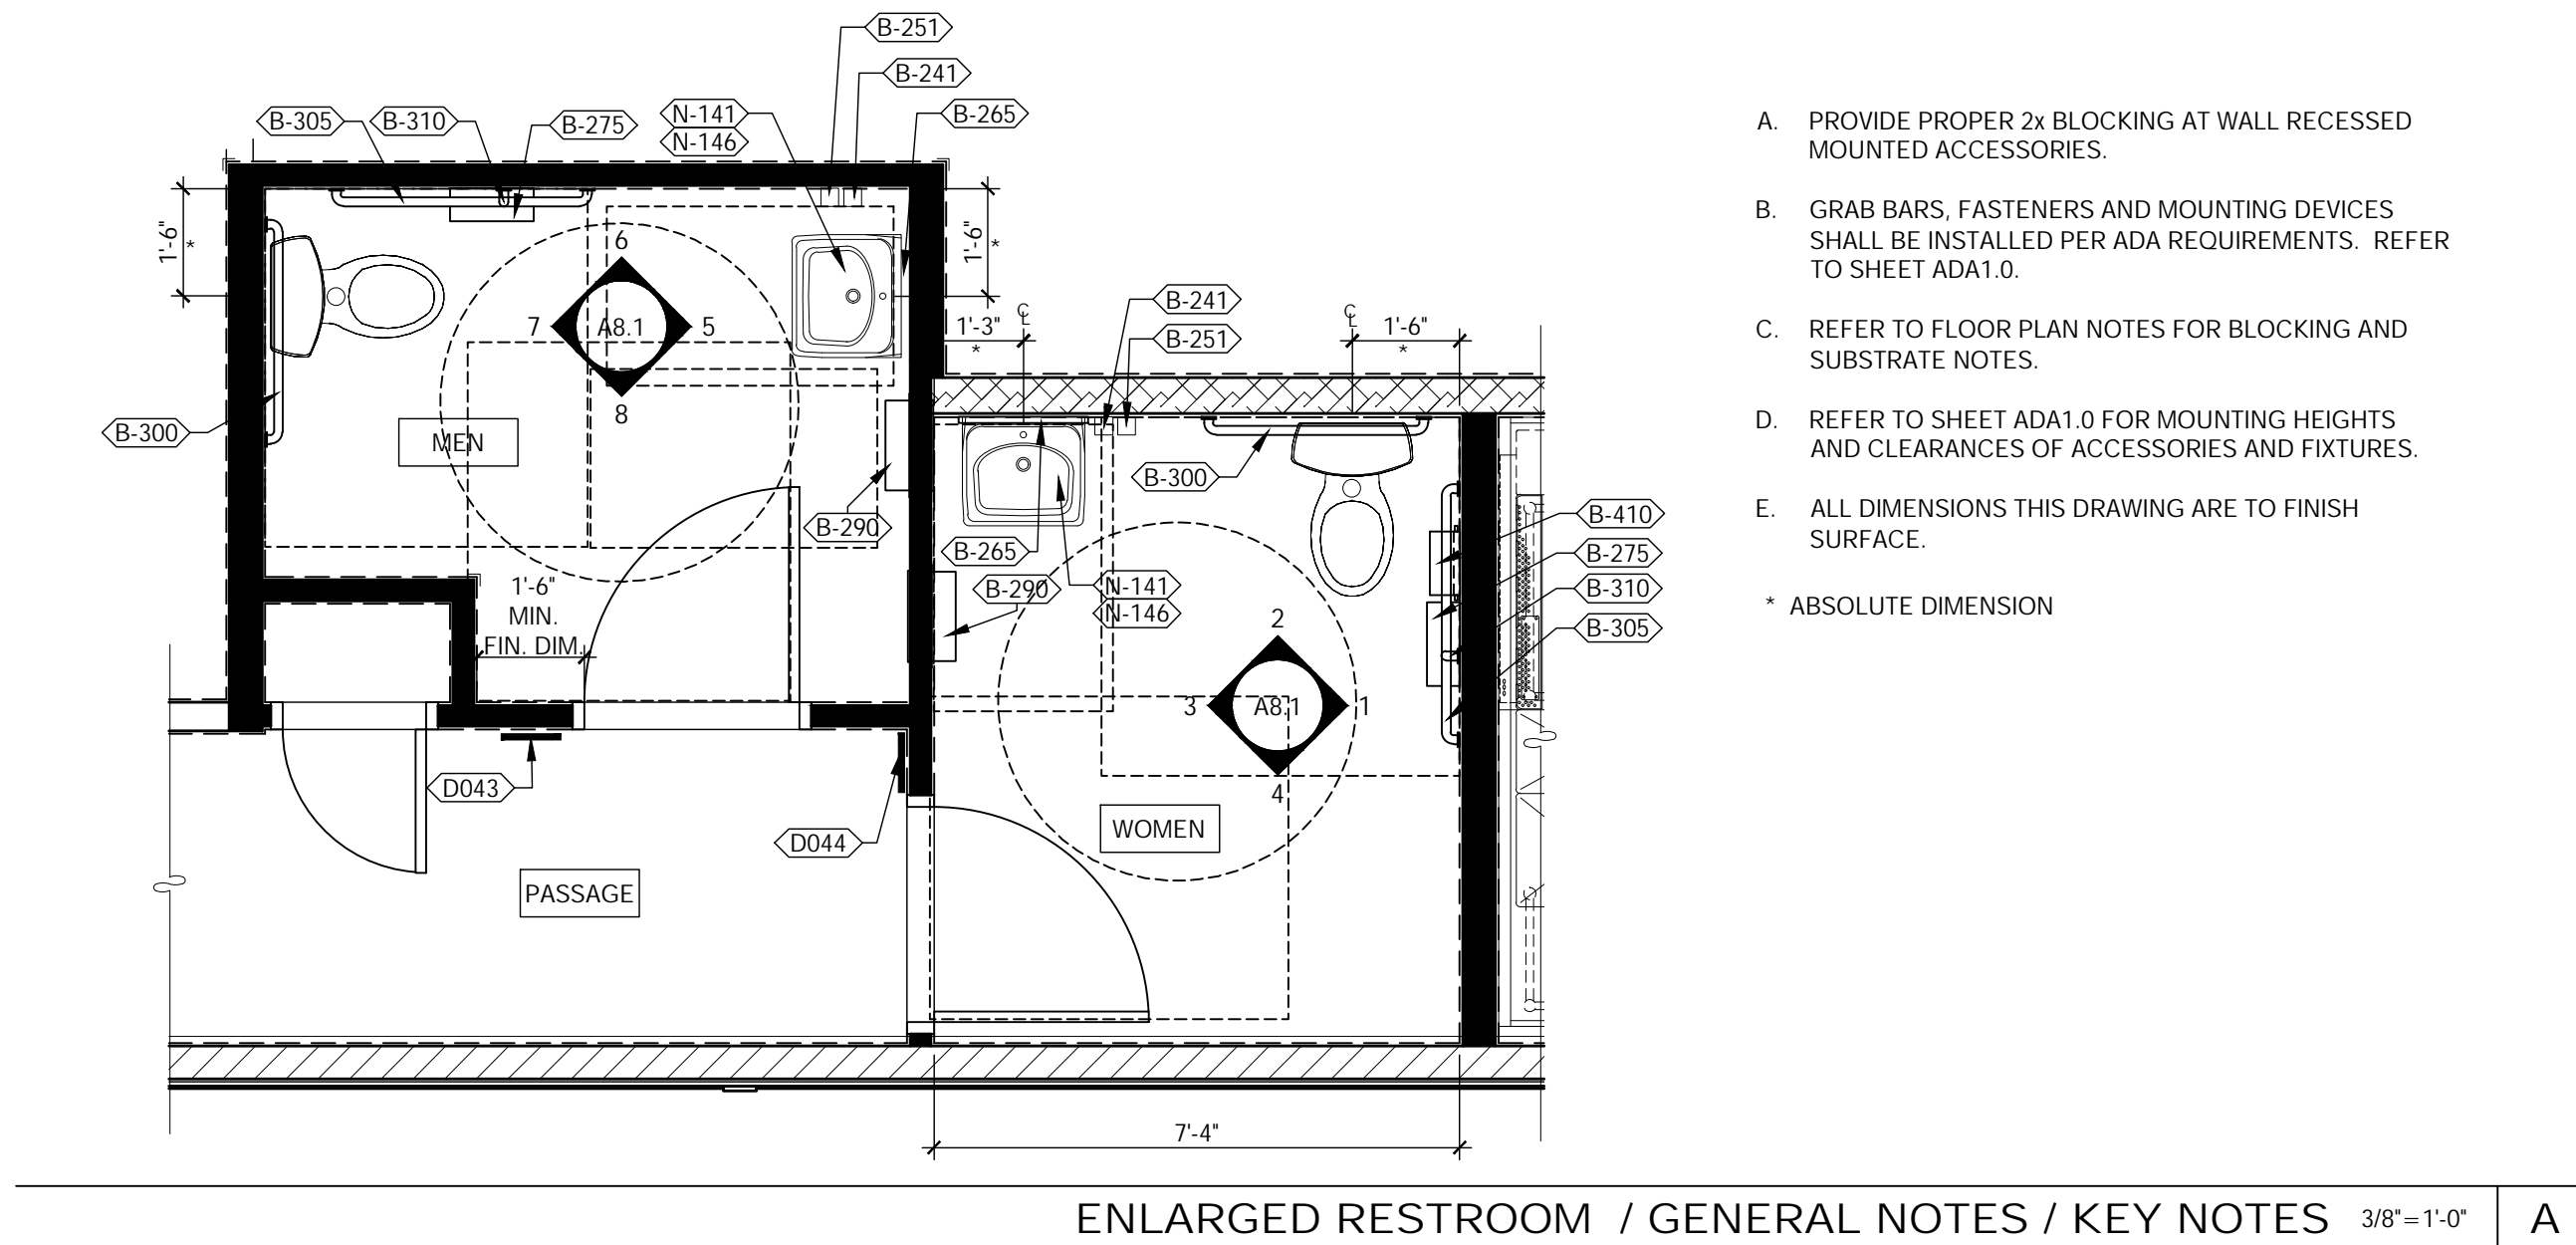 B-251
B-241
B-305
B-310
B-275
N-141
B-265
N-146
1'-6"
*
1'-6"
*
6
7
A8.1
5
8
B-300
MEN
B-290
1'-6"
MIN.
FIN. DIM.
B-241
B-251
1'-3"
*
℄
℄
1'-6"
*
B-300
B-265
B-290
N-141
N-146
B-410
B-275
B-310
B-305
2
3
A8.1
1
4
D043
D044
WOMEN
PASSAGE
7'-4"
A. PROVIDE PROPER 2x BLOCKING AT WALL RECESSED
MOUNTED ACCESSORIES.
B. GRAB BARS, FASTENERS AND MOUNTING DEVICES
SHALL BE INSTALLED PER ADA REQUIREMENTS. REFER
TO SHEET ADA1.0.
C. REFER TO FLOOR PLAN NOTES FOR BLOCKING AND
SUBSTRATE NOTES.
D. REFER TO SHEET ADA1.0 FOR MOUNTING HEIGHTS
AND CLEARANCES OF ACCESSORIES AND FIXTURES.
E. ALL DIMENSIONS THIS DRAWING ARE TO FINISH
SURFACE.
* ABSOLUTE DIMENSION
ENLARGED RESTROOM / GENERAL NOTES / KEY NOTES 3/8"=1'-0" A